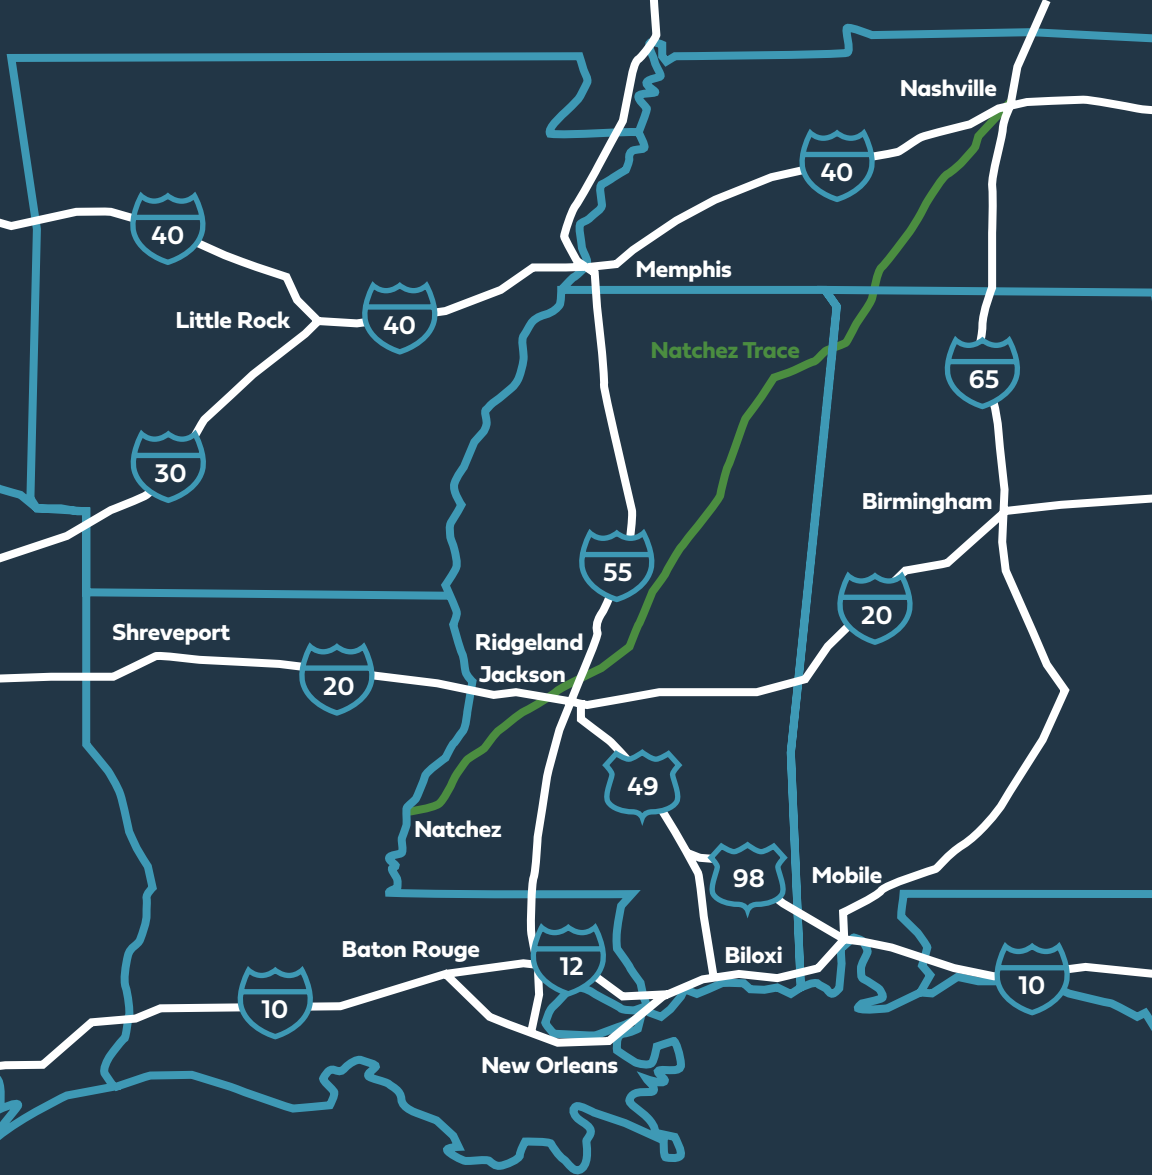 Nashville
40
40
Memphis
Little Rock
40
Natchez Trace
65
30
Birmingham
55
20
Shreveport
Ridgeland
Jackson
20
49
Natchez
98
Mobile
Baton Rouge
12
Biloxi
10
10
New Orleans